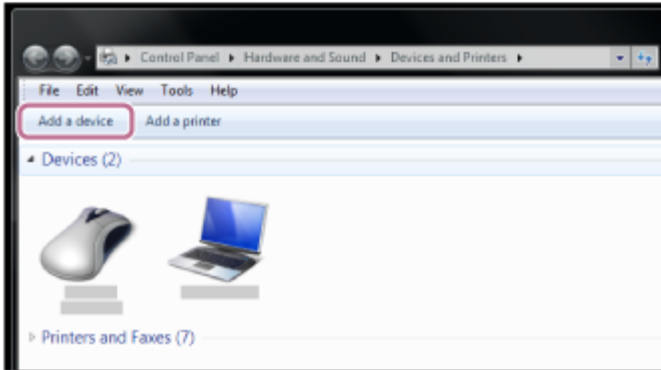 Control Panel Hardware and Sound Devices and Printers
File Edit View Tools Help
Add a device Add a printer
Devices (2)
Printers and Faxes (7)